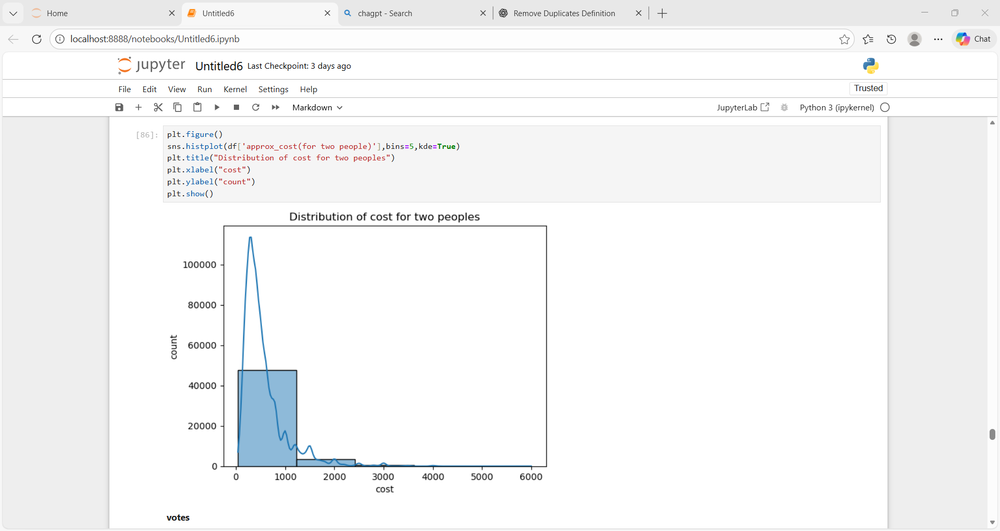 Home
Untitled6
chagpt - Search
Remove Duplicates Definition
localhost:8888/notebooks/Untitled6.ipynb
Chat
jupyter Untitled6 Last Checkpoint: 3 days ago
File Edit View Run Kernel Settings Help
Trusted
Markdown
JupyterLab
Python 3 (ipykernel)
[86]:
plt.figure()
sns.histplot(df['approx_cost(for two people)'],bins=5,kde=True)
plt.title("Distribution of cost for two peoples")
plt.xlabel("cost")
plt.ylabel("count")
plt.show()
Distribution of cost for two peoples
100000
80000
60000
40000
20000
0
count
0 1000 2000 3000 4000 5000 6000
cost
votes